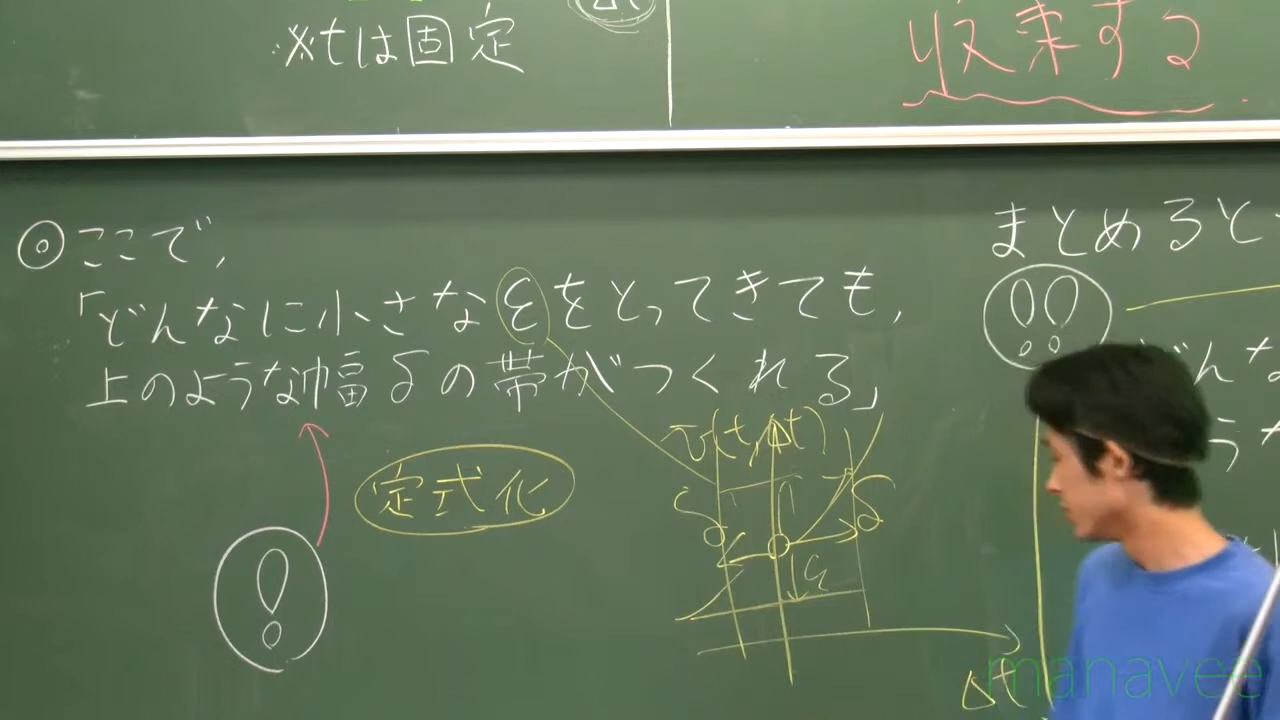 ※tは固定
収束する
◎ここで,
「どんなに小さなεをとってきても,
上のような幅δの帯がつくれる」
定式化
v(t,Δt)
δ
δ
ε
Δt
まとめると
manavee